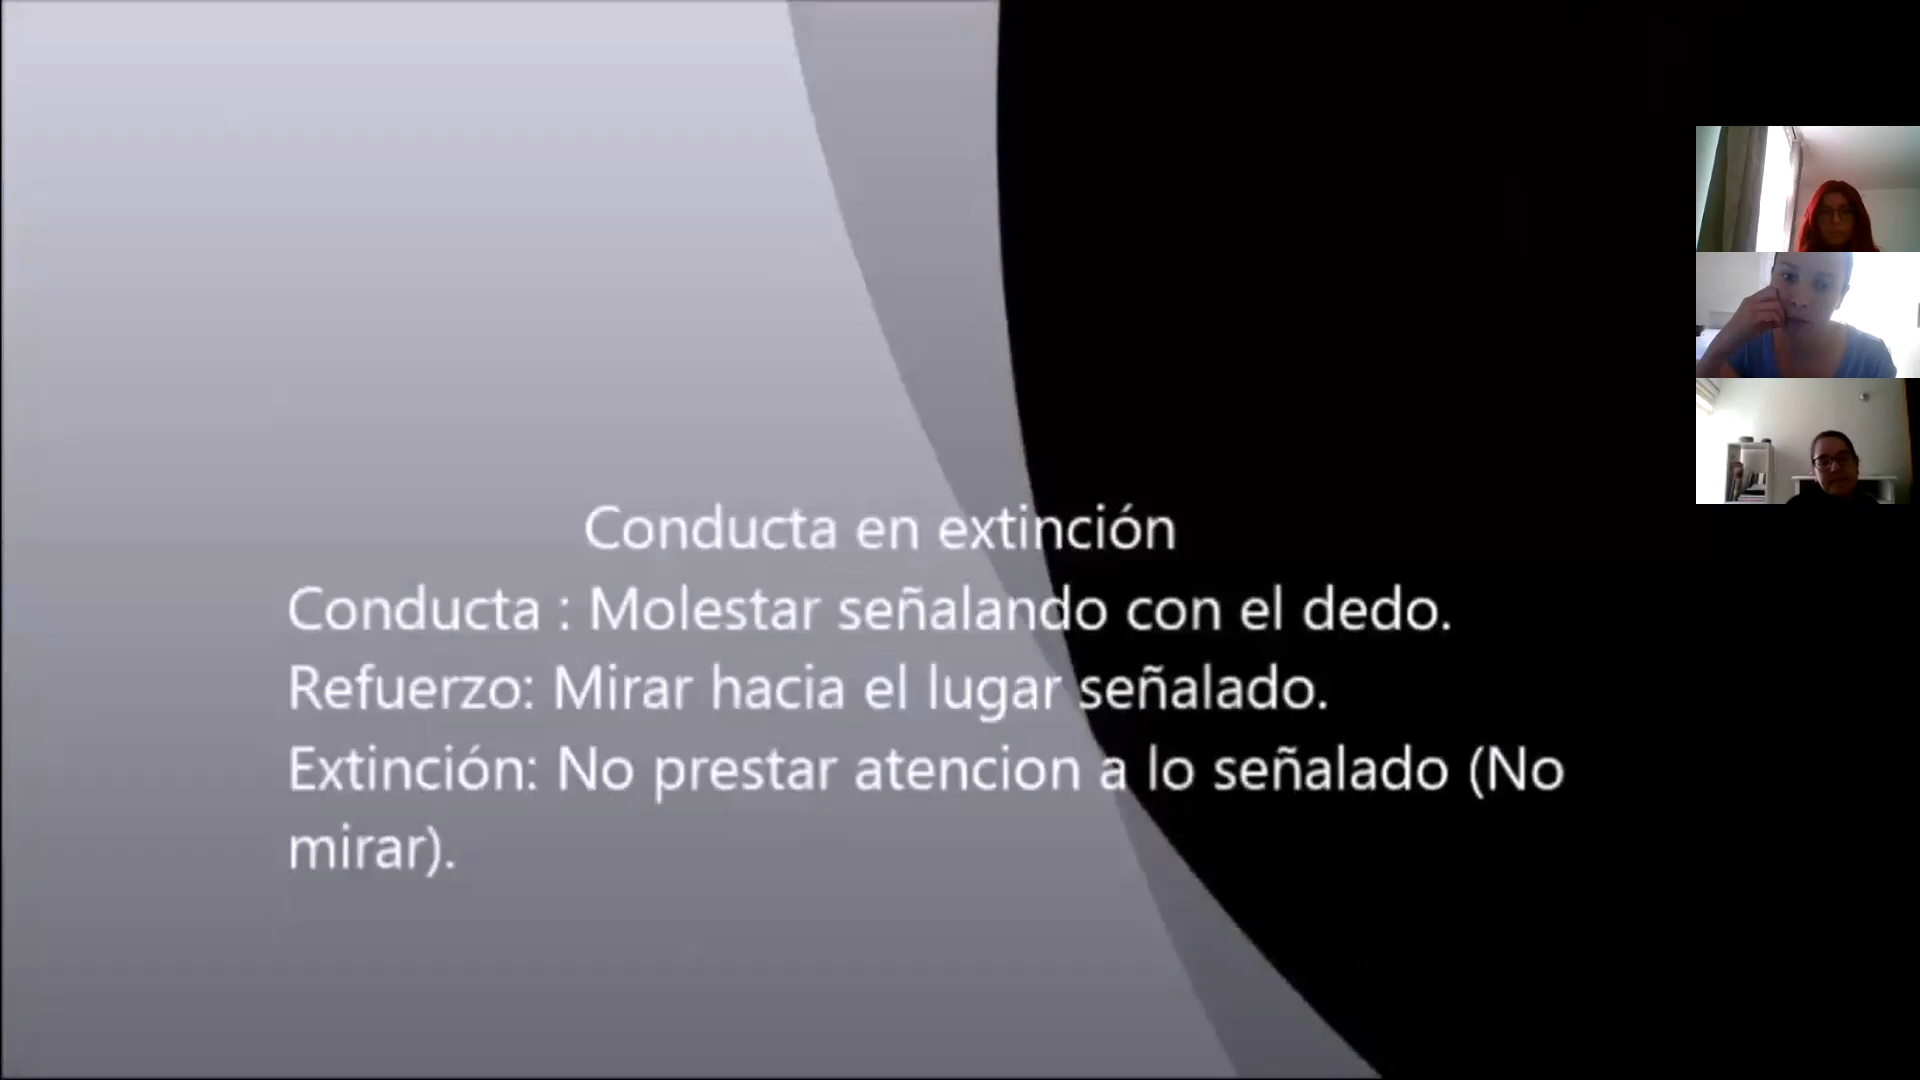 Conducta en extinción
Conducta : Molestar señalando con el dedo.
Refuerzo: Mirar hacia el lugar señalado.
Extinción: No prestar atencion a lo señalado (No
mirar).